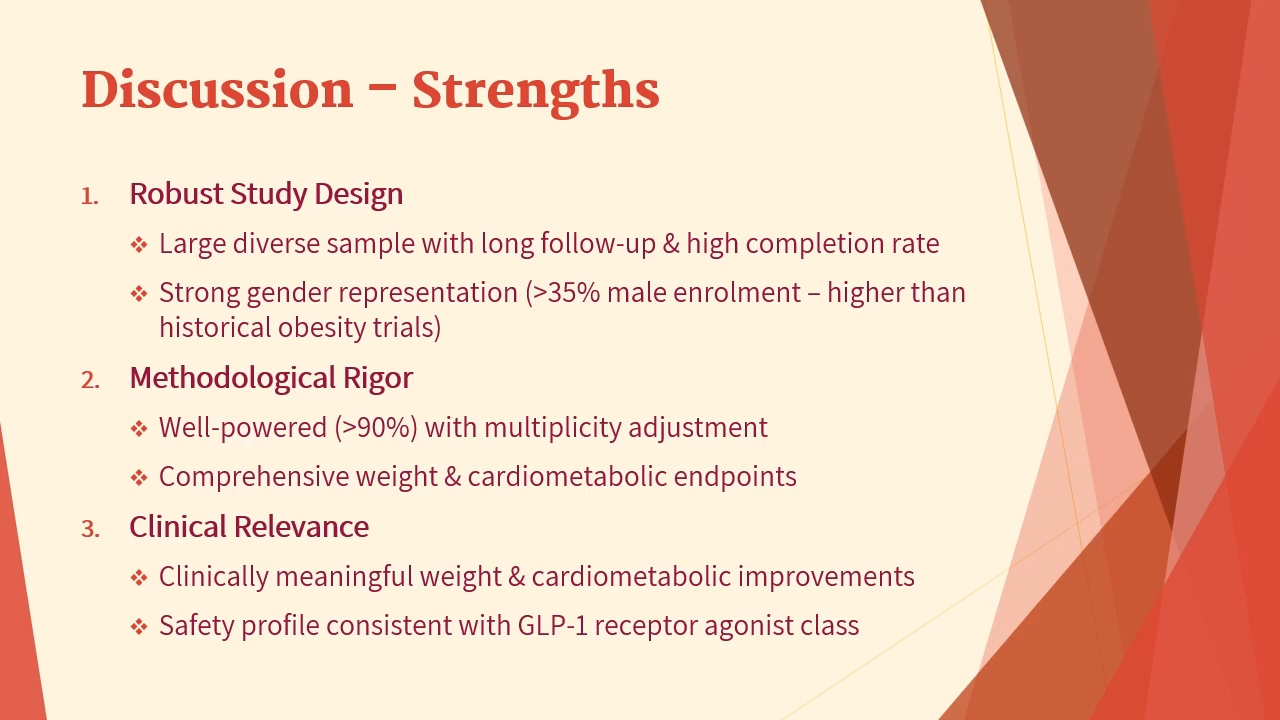 Discussion – Strengths
1. Robust Study Design
❖ Large diverse sample with long follow-up & high completion rate
❖ Strong gender representation (>35% male enrolment – higher than
historical obesity trials)
2. Methodological Rigor
❖ Well-powered (>90%) with multiplicity adjustment
❖ Comprehensive weight & cardiometabolic endpoints
3. Clinical Relevance
❖ Clinically meaningful weight & cardiometabolic improvements
❖ Safety profile consistent with GLP-1 receptor agonist class